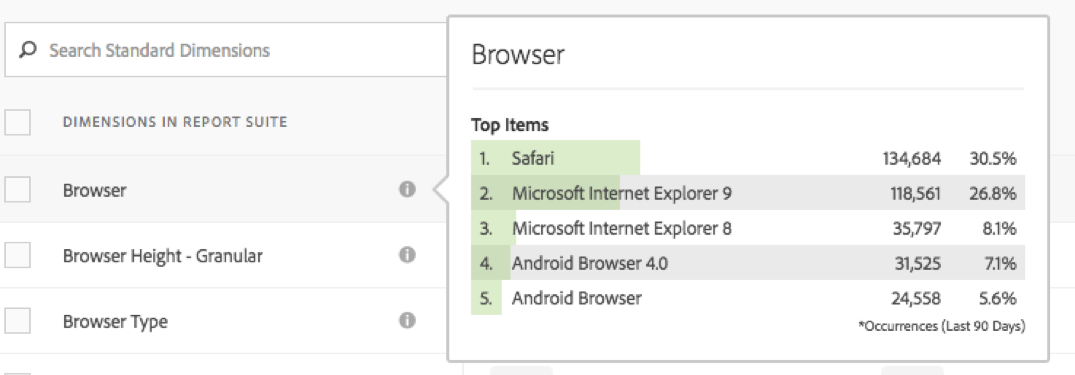 Search Standard Dimensions
DIMENSIONS IN REPORT SUITE
Browser
Browser Height - Granular
Browser Type
Browser
Top Items
1. Safari 134,684 30.5%
2. Microsoft Internet Explorer 9 118,561 26.8%
3. Microsoft Internet Explorer 8 35,797 8.1%
4. Android Browser 4.0 31,525 7.1%
5. Android Browser 24,558 5.6%
*Occurrences (Last 90 Days)